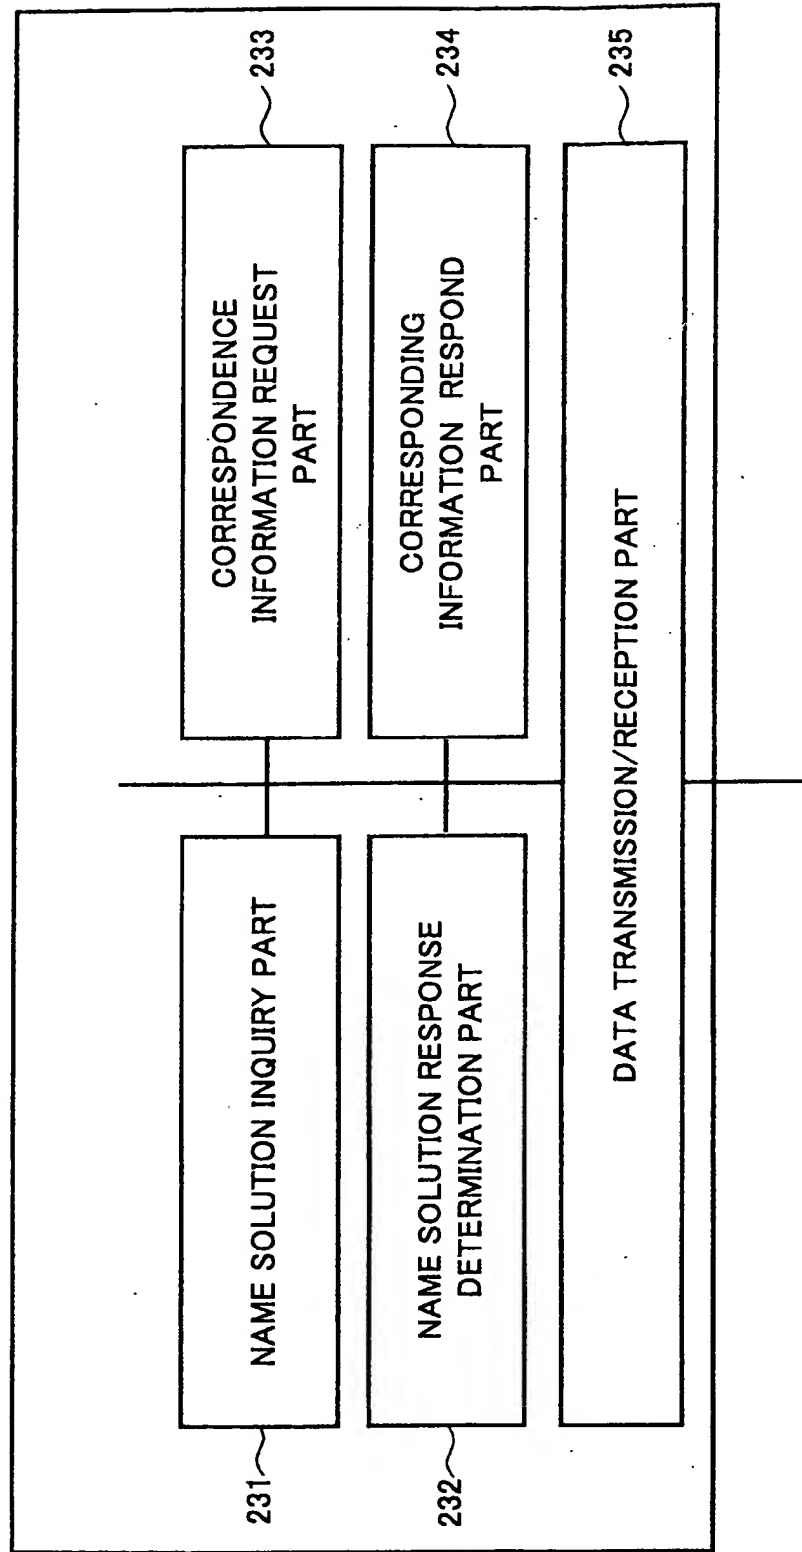 231
NAME SOLUTION INQUIRY PART
CORRESPONDENCE
INFORMATION REQUEST
PART
233
232
NAME SOLUTION RESPONSE
DETERMINATION PART
CORRESPONDING
INFORMATION RESPOND
PART
234
DATA TRANSMISSION/RECEPTION PART
235